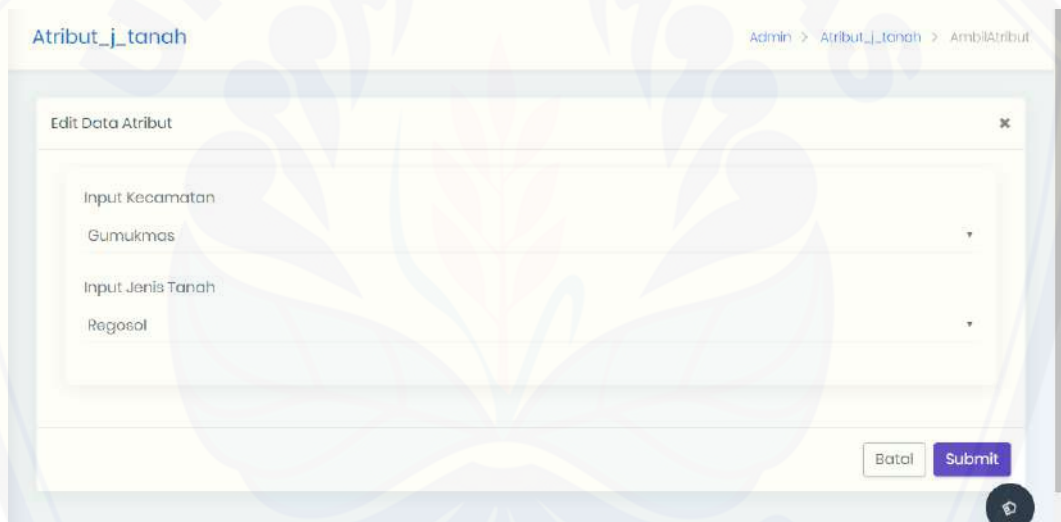 Atribut_j_tanah
Admin > Atribut_j_tanah > AmbilAtribut
Edit Data Atribut
Input Kecamatan
Gumukmas
Input Jenis Tanah
Regosol
Batal Submit